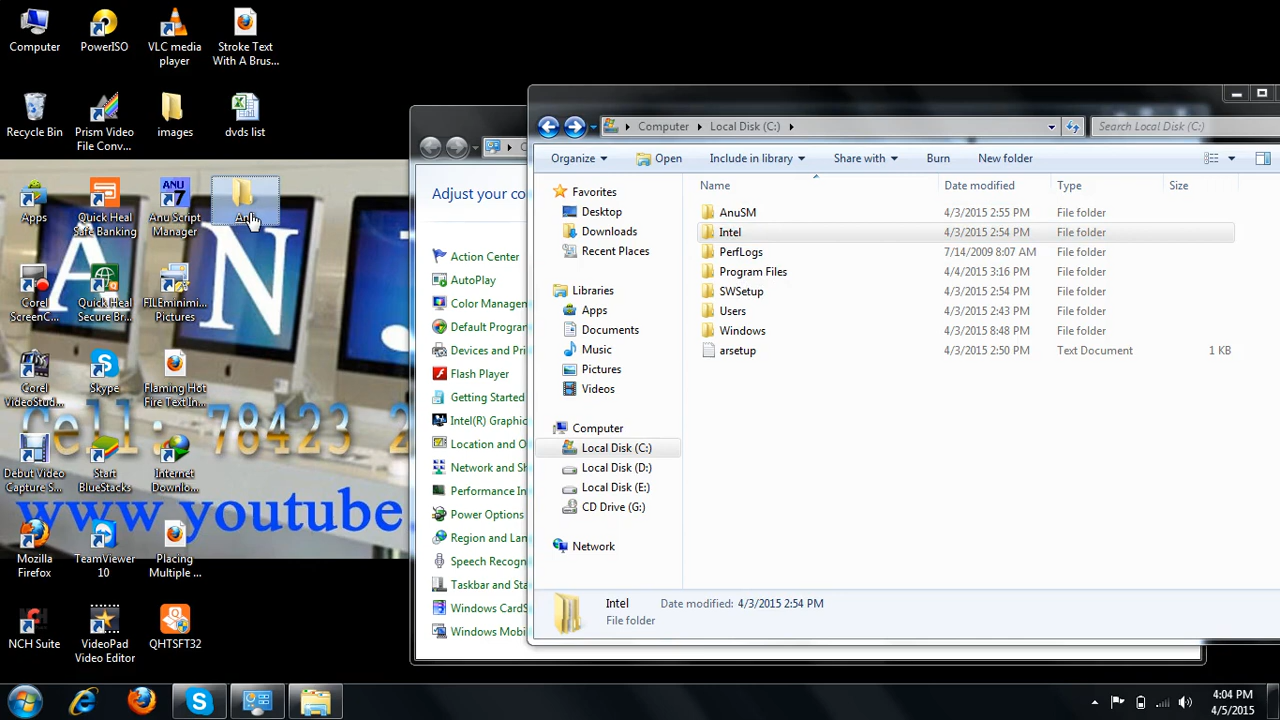 Computer
PowerISO
VLC media
player
Stroke Text
With A Brus...
Recycle Bin
Prism Video
File Conv...
images
dvds list
Apps
Quick Heal
Safe Banking
ANU
7
Anu Script
Manager
Corel
ScreenC...
Quick Heal
Secure Br...
FILEminimi...
Pictures
Corel
VideoStud...
Skype
Flaming Hot
Fire Text In...
Debut Video
Capture S...
Start
BlueStacks
Internet
Downlo...
Mozilla
Firefox
TeamViewer
10
Placing
Multiple ...
NCH Suite
VideoPad
Video Editor
QHTSFT32
A N
Cell: 78423 2
www.youtube.
Adjust your co
Action Center
AutoPlay
Color Managem
Default Program
Devices and Pri
Flash Player
Getting Started
Intel(R) Graphic
Location and O
Network and Sh
Performance In
Power Options
Region and Lan
Speech Recogn
Taskbar and Sta
Windows CardS
Windows Mobi
Computer
Local Disk (C:)
Search Local Disk (C:)
Organize
Open
Include in library
Share with
Burn
New folder
Favorites
Desktop
Downloads
Recent Places
Libraries
Apps
Documents
Music
Pictures
Videos
Computer
Local Disk (C:)
Local Disk (D:)
Local Disk (E:)
CD Drive (G:)
Network
Name Date modified Type Size
AnuSM 4/3/2015 2:55 PM File folder
Intel 4/3/2015 2:54 PM File folder
PerfLogs 7/14/2009 8:07 AM File folder
Program Files 4/4/2015 3:16 PM File folder
SWSetup 4/3/2015 2:54 PM File folder
Users 4/3/2015 2:43 PM File folder
Windows 4/3/2015 8:48 PM File folder
arsetup 4/3/2015 2:50 PM Text Document 1 KB
Intel Date modified: 4/3/2015 2:54 PM
File folder
4:04 PM
4/5/2015